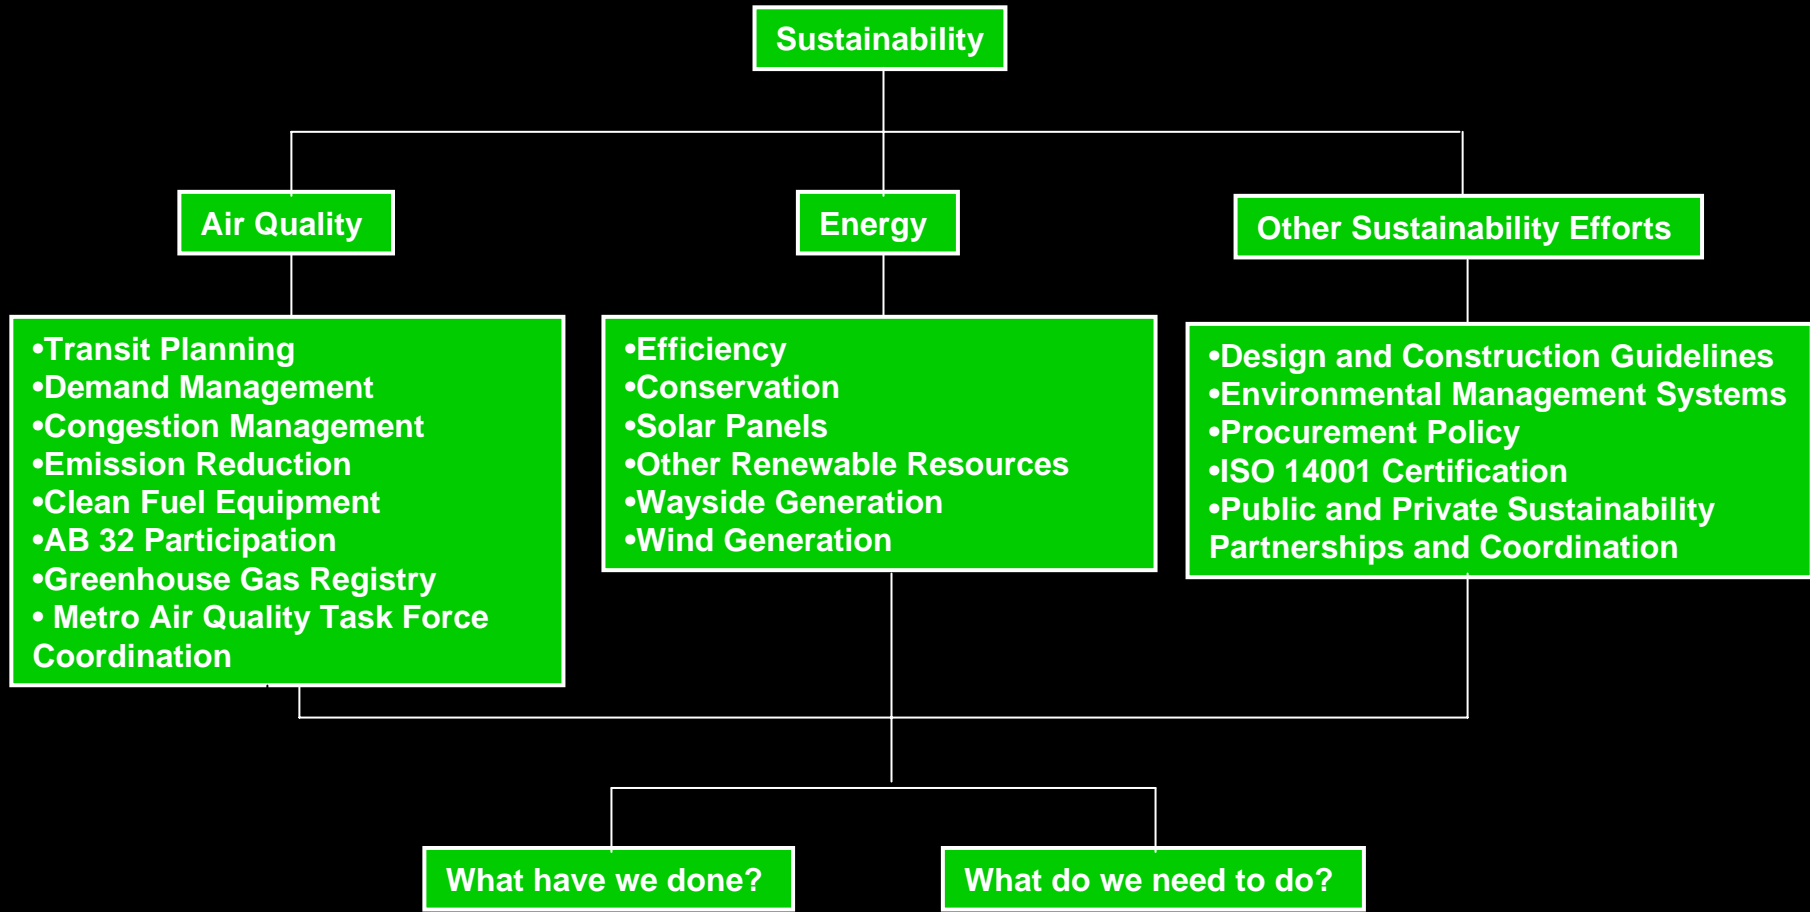 Sustainability
Air Quality
Energy
Other Sustainability Efforts
•Transit Planning
•Demand Management
•Congestion Management
•Emission Reduction
•Clean Fuel Equipment
•AB 32 Participation
•Greenhouse Gas Registry
• Metro Air Quality Task Force
Coordination
•Efficiency
•Conservation
•Solar Panels
•Other Renewable Resources
•Wayside Generation
•Wind Generation
•Design and Construction Guidelines
•Environmental Management Systems
•Procurement Policy
•ISO 14001 Certification
•Public and Private Sustainability
Partnerships and Coordination
What have we done?
What do we need to do?